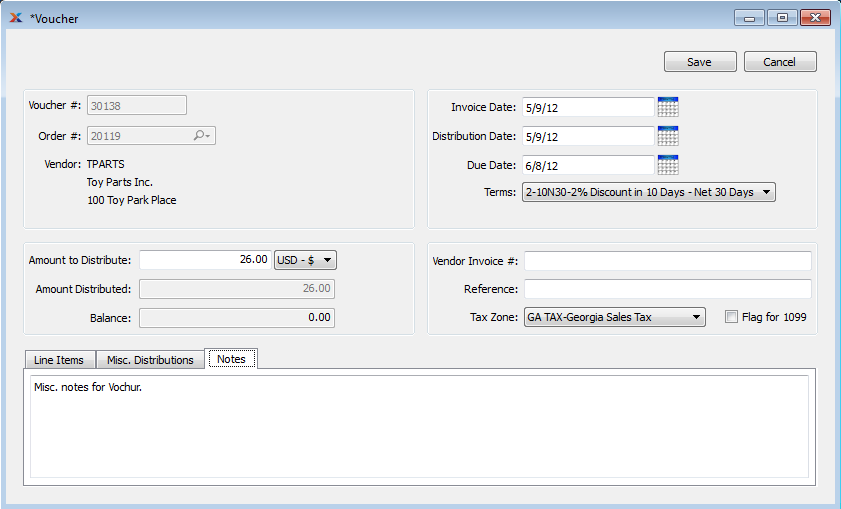 *Voucher
Save Cancel
Voucher #: 30138
Order #: 20119
Vendor: TPARTS
Toy Parts Inc.
100 Toy Park Place
Invoice Date: 5/9/12
Distribution Date: 5/9/12
Due Date: 6/8/12
Terms: 2-10N30-2% Discount in 10 Days - Net 30 Days
Amount to Distribute: 26.00 USD - $
Amount Distributed: 26.00
Balance: 0.00
Vendor Invoice #:
Reference:
Tax Zone: GA TAX-Georgia Sales Tax Flag for 1099
Line Items Misc. Distributions Notes
Misc. notes for Vochur.